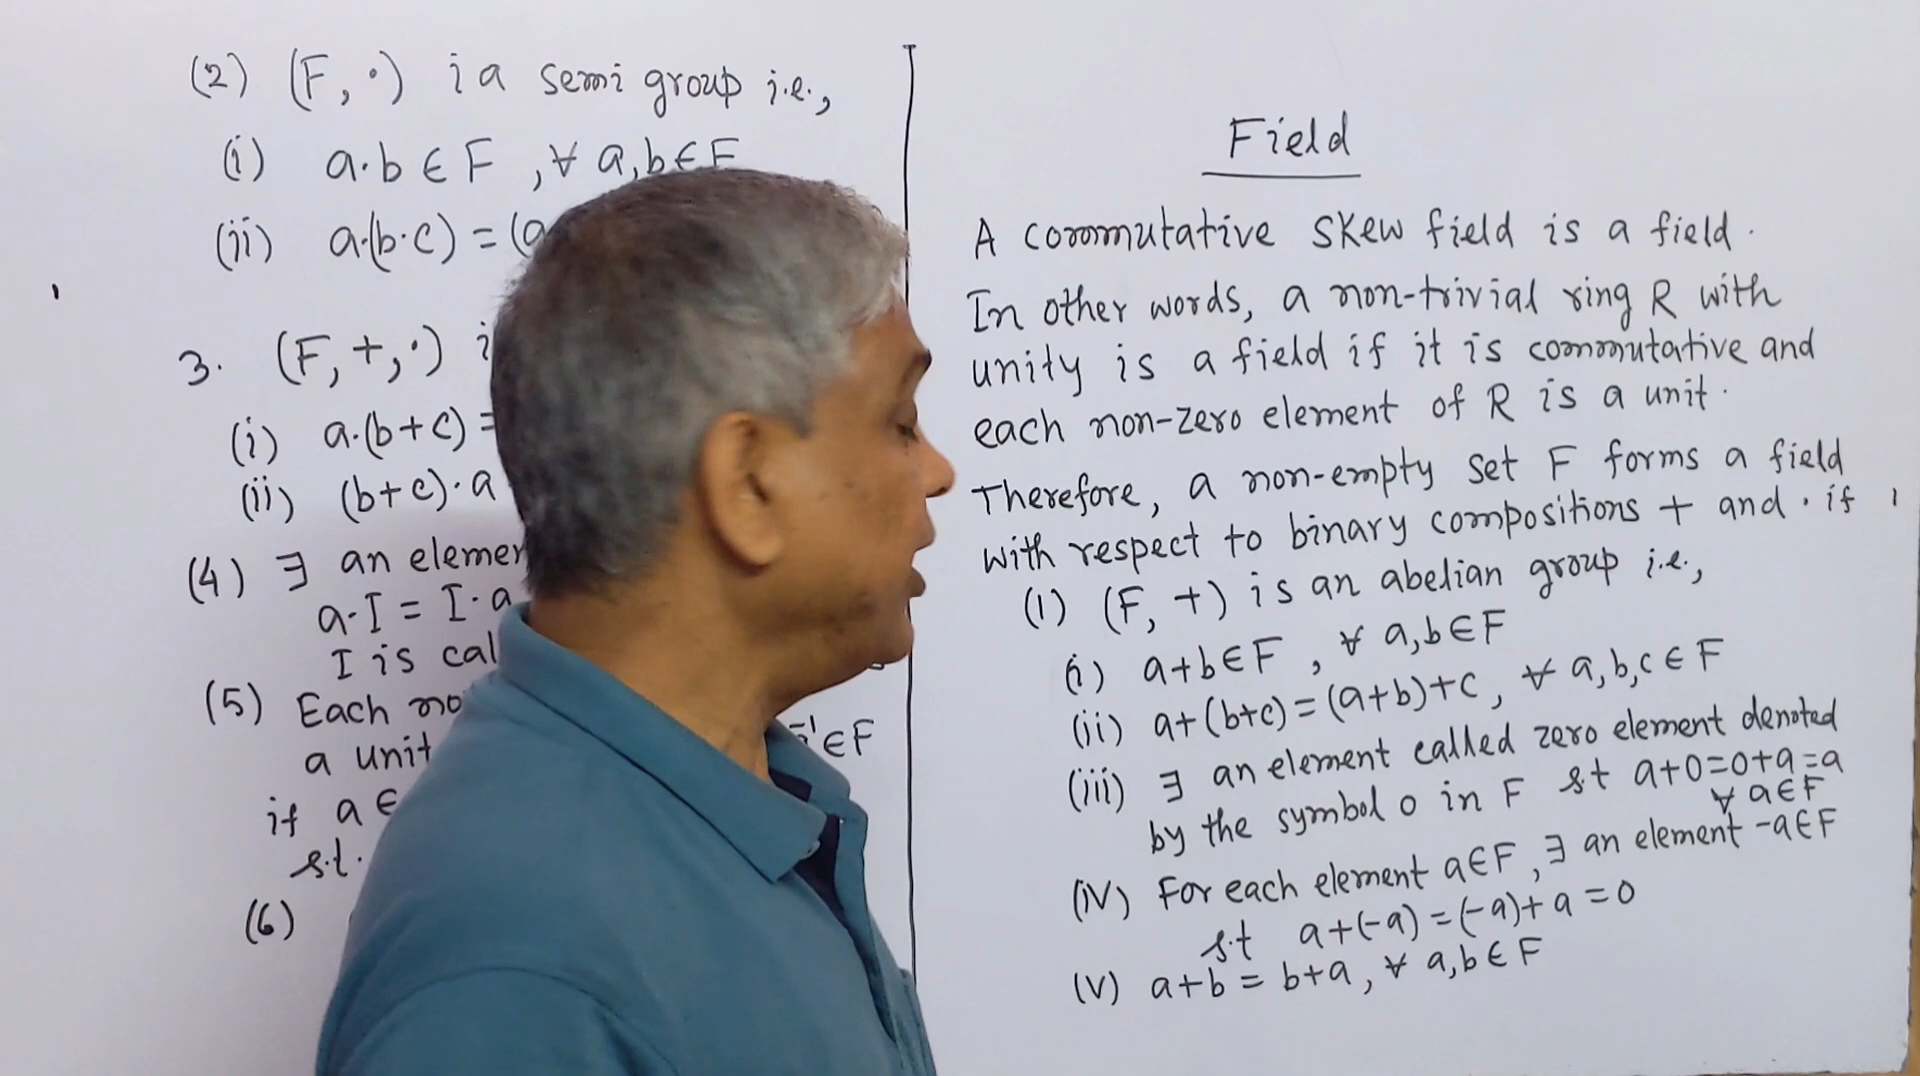 (2) (F, ·) i a semi group i.e.,
(i) a·b ∈ F , ∀ a,b ∈ F
(ii) a·(b·c) = (a
3. (F, +, ·) i
(i) a·(b+c) =
(ii) (b+c)·a
(4) ∃ an elemen
a·I = I·a
I is cal
(5) Each no
a unit
⁻¹ ∈ F
if a ∈
s.t.
(6)
Field
A commutative skew field is a field.
In other words, a non-trivial ring R with
unity is a field if it is commutative and
each non-zero element of R is a unit.
Therefore, a non-empty set F forms a field
with respect to binary compositions + and · if
(1) (F, +) is an abelian group i.e.,
(i) a+b∈F , ∀ a,b∈F
(ii) a+(b+c)=(a+b)+c, ∀ a,b,c ∈ F
(iii) ∃ an element called zero element denoted
by the symbol 0 in F s.t a+0=0+a=a
∀ a∈F
(iv) For each element a∈F, ∃ an element -a∈F
s.t a+(-a) = (-a)+a = 0
(v) a+b = b+a, ∀ a,b∈F